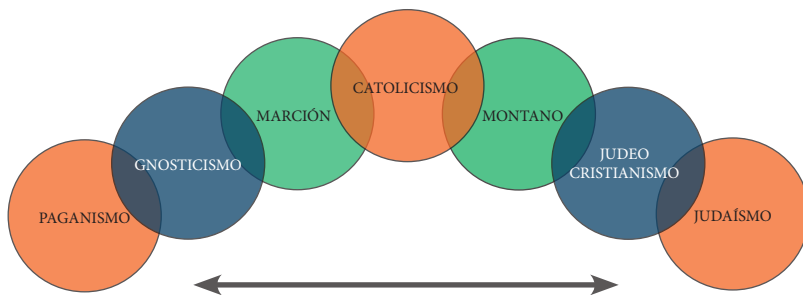 PAGANISMO
GNOSTICISMO
MARCIÓN
CATOLICISMO
MONTANO
JUDEO
CRISTIANISMO
JUDAÍSMO